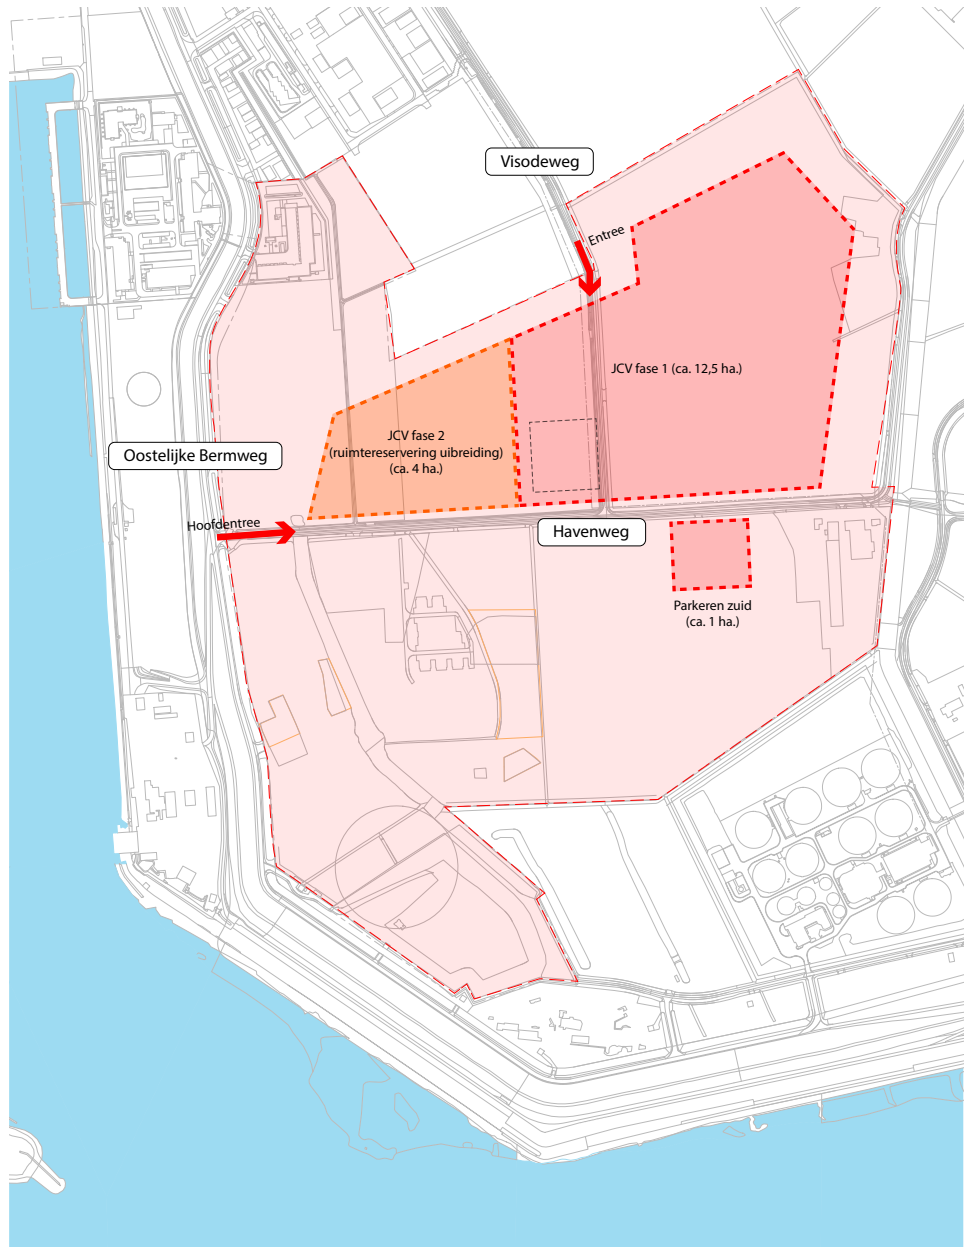 Visodeweg
Entree
JCV fase 1 (ca. 12,5 ha.)
JCV fase 2
(ruimtereservering uibreiding)
(ca. 4 ha.)
Oostelijke Bermweg
Hoofdentree
Havenweg
Parkeren zuid
(ca. 1 ha.)